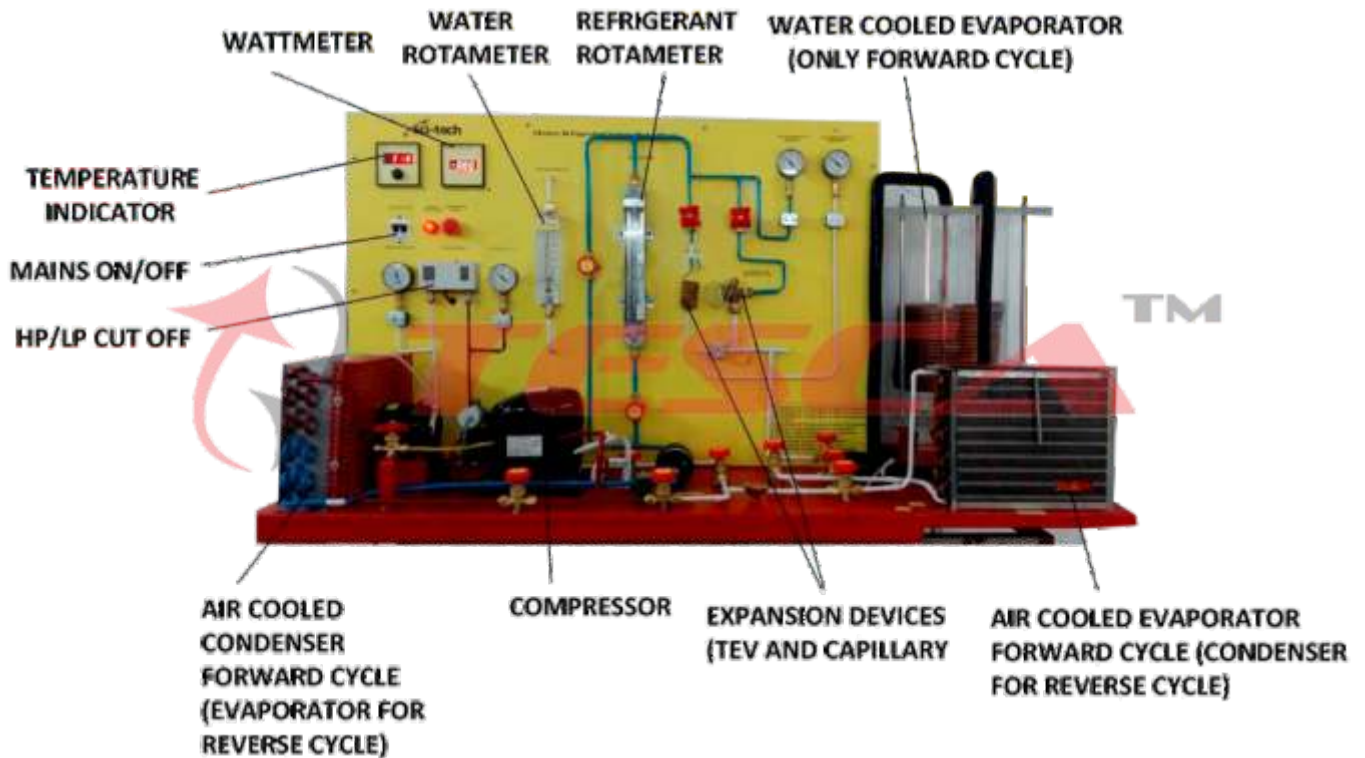 WATTMETER
WATER
ROTAMETER
REFRIGERANT
ROTAMETER
WATER COOLED EVAPORATOR
(ONLY FORWARD CYCLE)
TEMPERATURE
INDICATOR
MAINS ON/OFF
HP/LP CUT OFF
TESCA
TM
AIR COOLED
CONDENSER
FORWARD CYCLE
(EVAPORATOR FOR
REVERSE CYCLE)
COMPRESSOR
EXPANSION DEVICES
(TEV AND CAPILLARY
AIR COOLED EVAPORATOR
FORWARD CYCLE (CONDENSER
FOR REVERSE CYCLE)